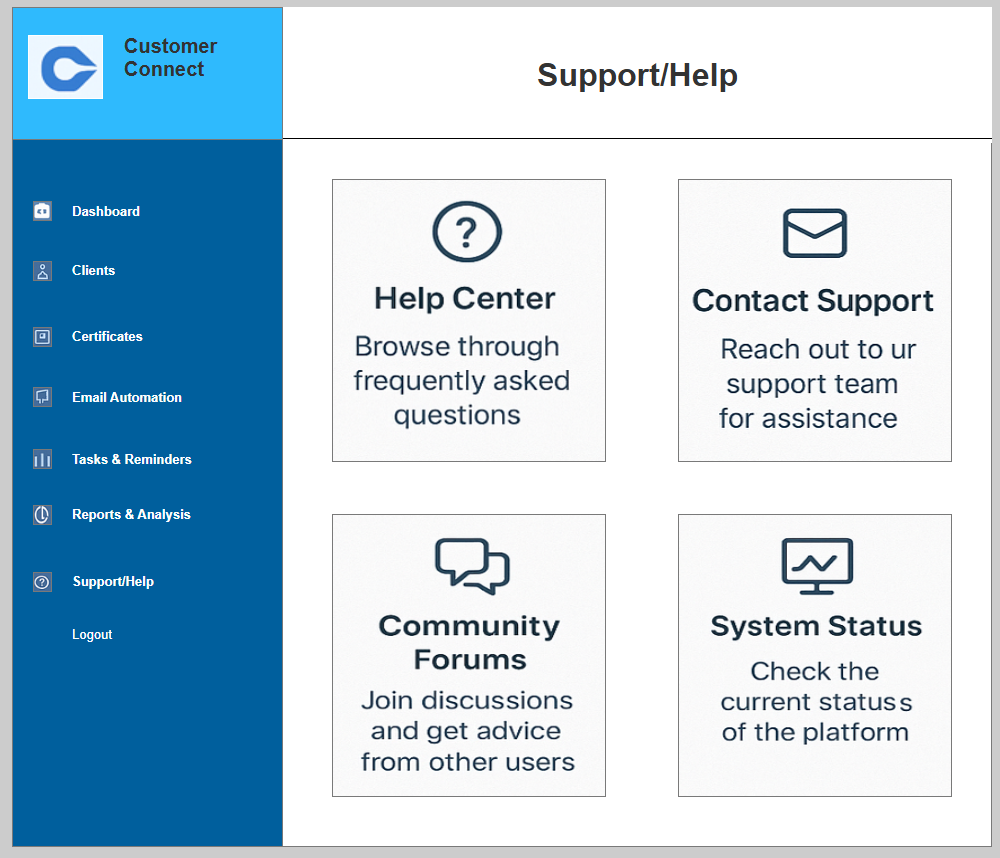 Customer
Connect
Support/Help
Dashboard
Clients
Certificates
Email Automation
Tasks & Reminders
Reports & Analysis
Support/Help
Logout
?
Help Center
Browse through
frequently asked
questions
Contact Support
Reach out to ur
support team
for assistance
Community
Forums
Join discussions
and get advice
from other users
System Status
Check the
current status s
of the platform